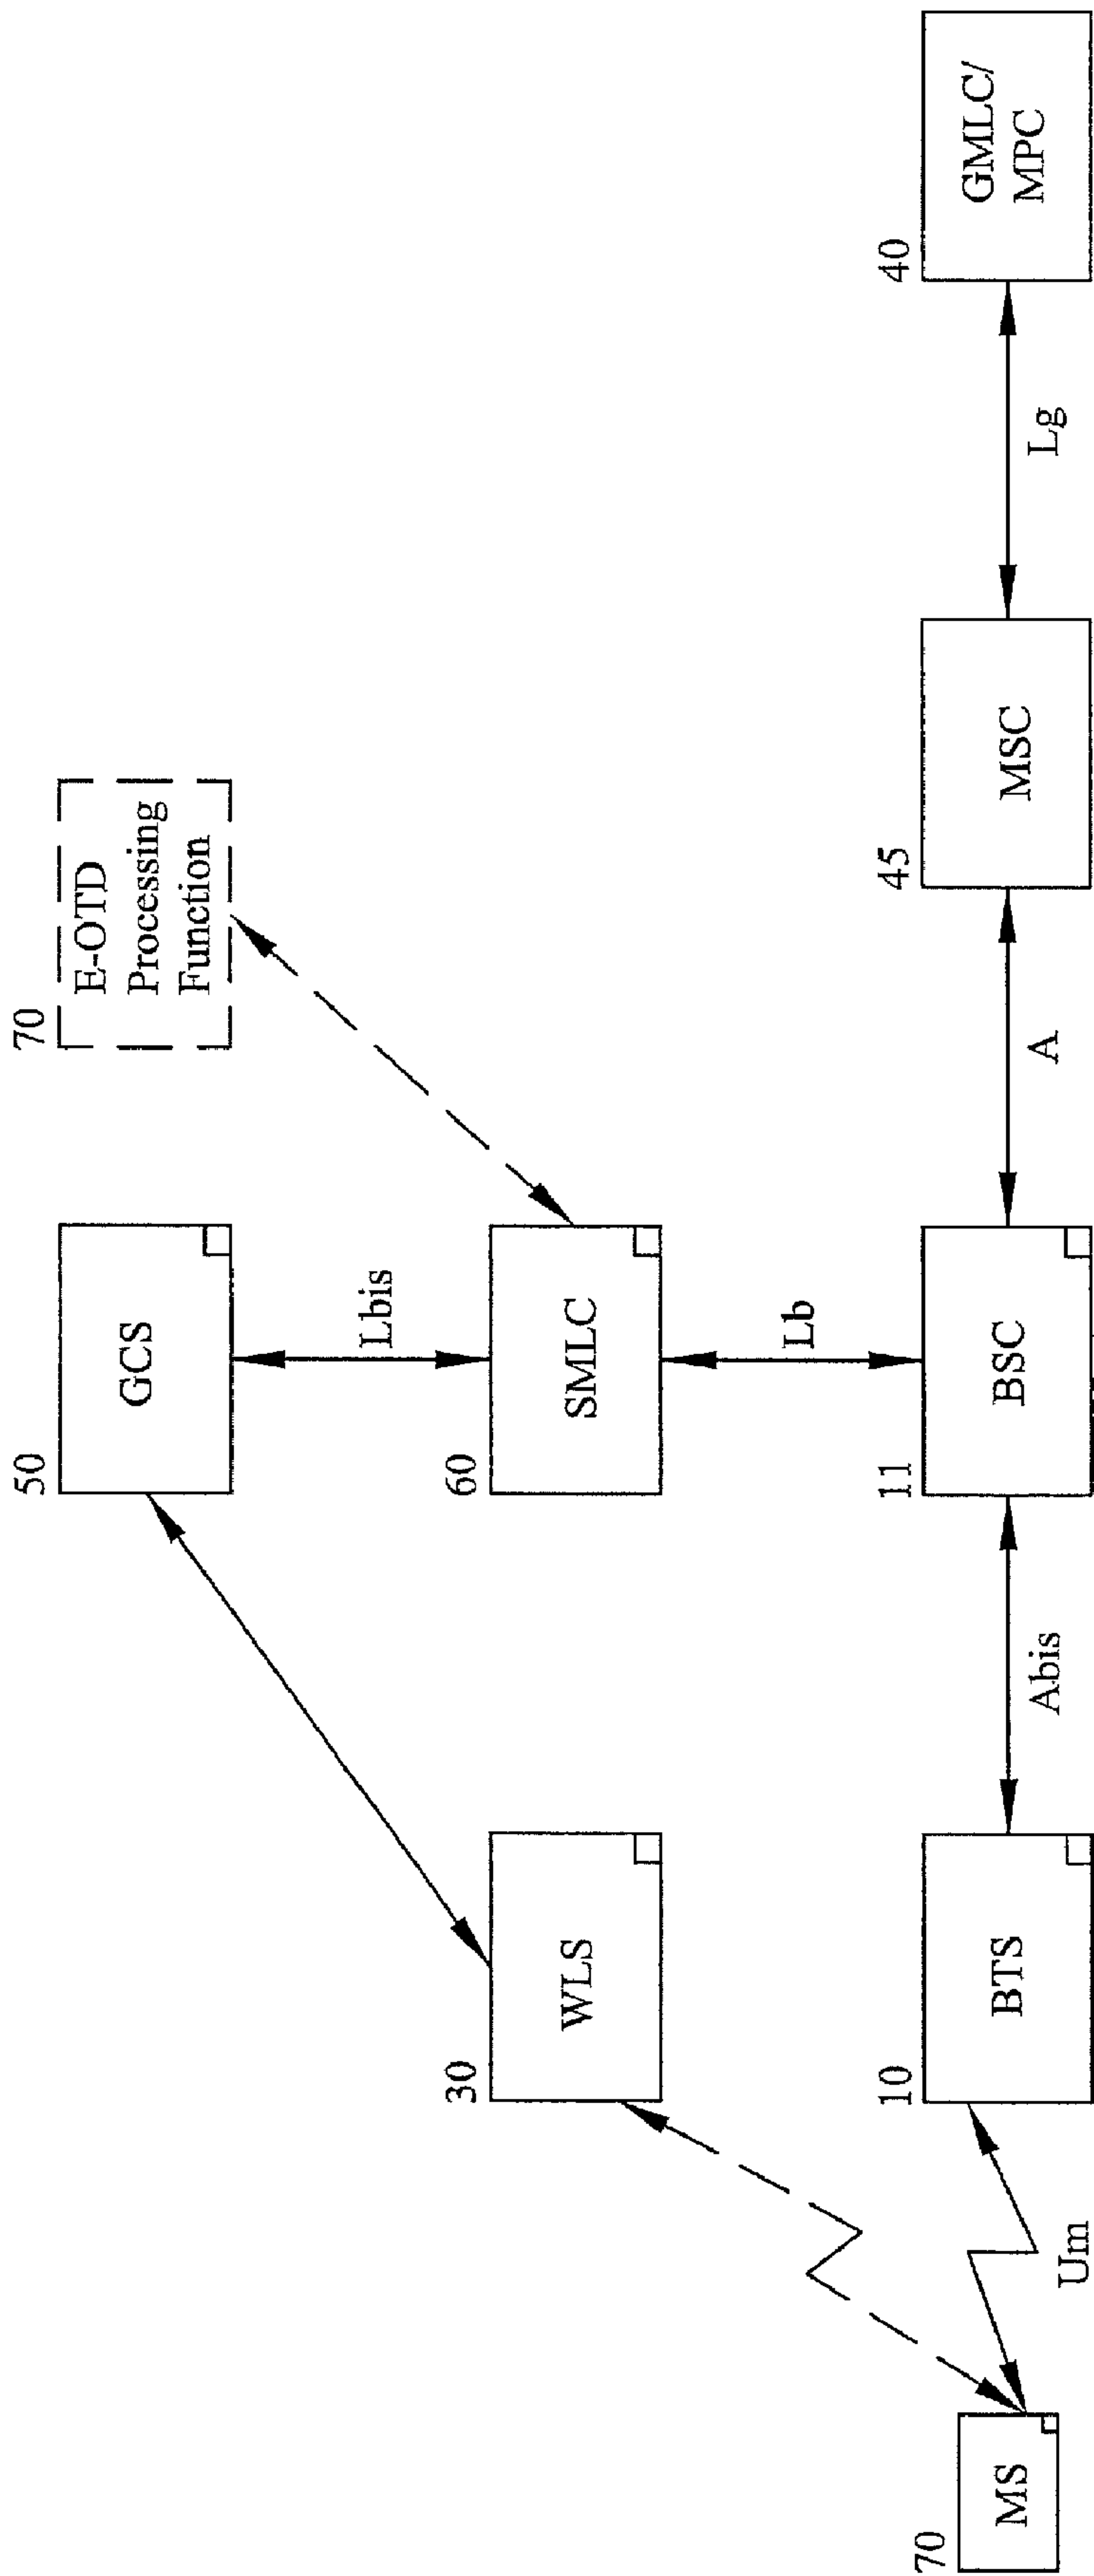 70
E-OTD
Processing
Function
50
GCS
Lbis
30
WLS
60
SMLC
Lb
70
MS
Um
10
BTS
Abis
11
BSC
A
45
MSC
Lg
40
GMLC/
MPC